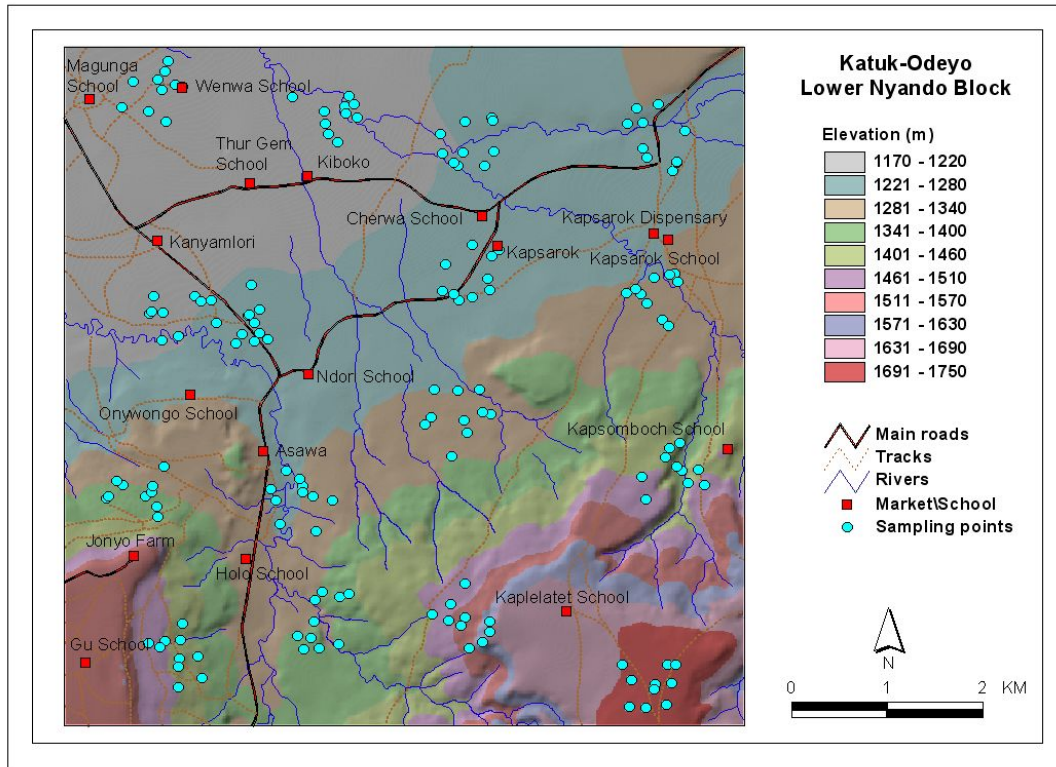 Katuk-Odeyo
Lower Nyando Block
Magunga
School
Wenwa School
Thur Gem
School
Kiboko
Cherwa School
Kapsarok Dispensary
Kanyamlori
Kapsarok
Kapsarok School
Ndori School
Onywongo School
Kapsomboch School
Asawa
Jonyo Farm
Holo School
Kaplelatet School
Gu School
Elevation (m)
1170 - 1220
1221 - 1280
1281 - 1340
1341 - 1400
1401 - 1460
1461 - 1510
1511 - 1570
1571 - 1630
1631 - 1690
1691 - 1750
Main roads
Tracks
Rivers
Market\School
Sampling points
N
0 1 2 KM